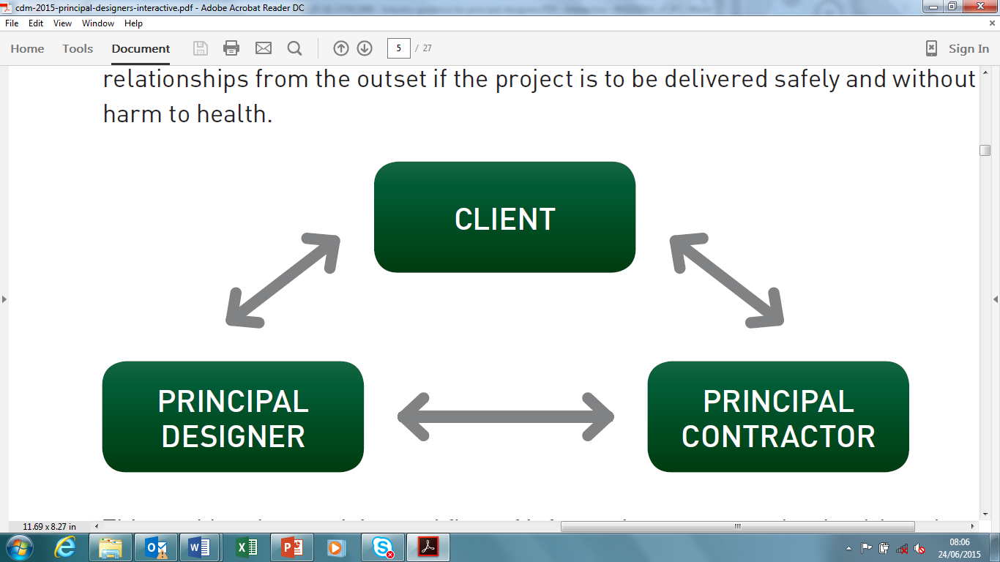 cdm-2015-principal-designers-interactive.pdf - Adobe Acrobat Reader DC
File Edit View Window Help
Home Tools Document 5 / 27 Sign In
relationships from the outset if the project is to be delivered safely and without
harm to health.
CLIENT
PRINCIPAL
DESIGNER
PRINCIPAL
CONTRACTOR
11.69 x 8.27 in
08:06
24/06/2015